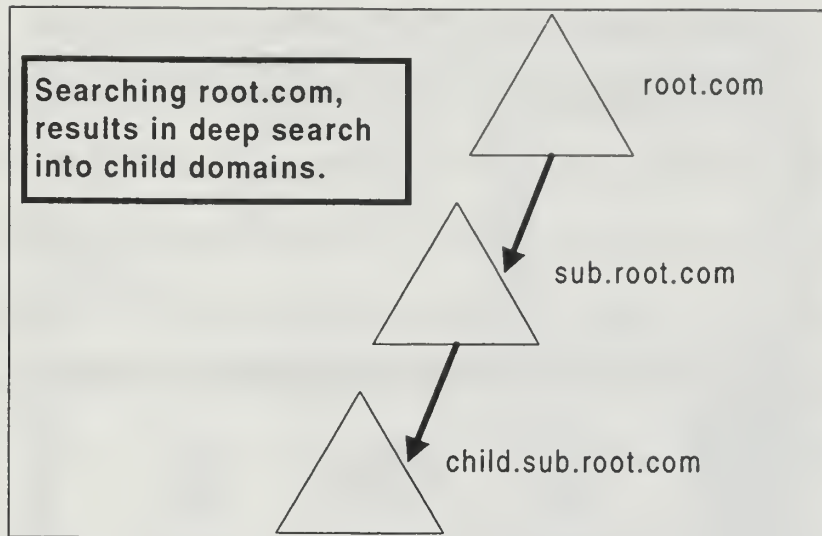 Searching root.com,
results in deep search
into child domains.
root.com
sub.root.com
child.sub.root.com